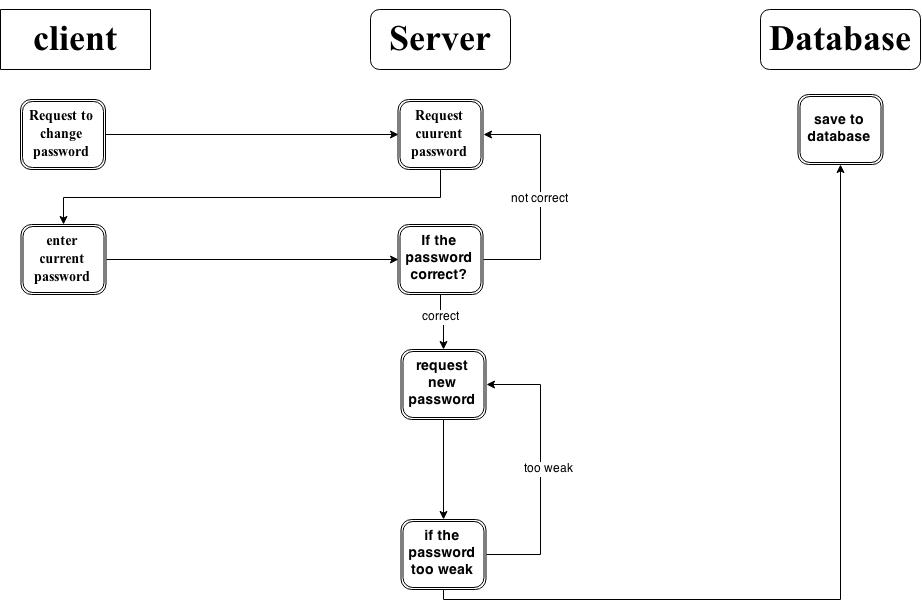 client
Server
Database
Request to
change
password
Request
cuurent
password
save to
database
not correct
enter
current
password
If the
password
correct?
correct
request
new
password
too weak
if the
password
too weak